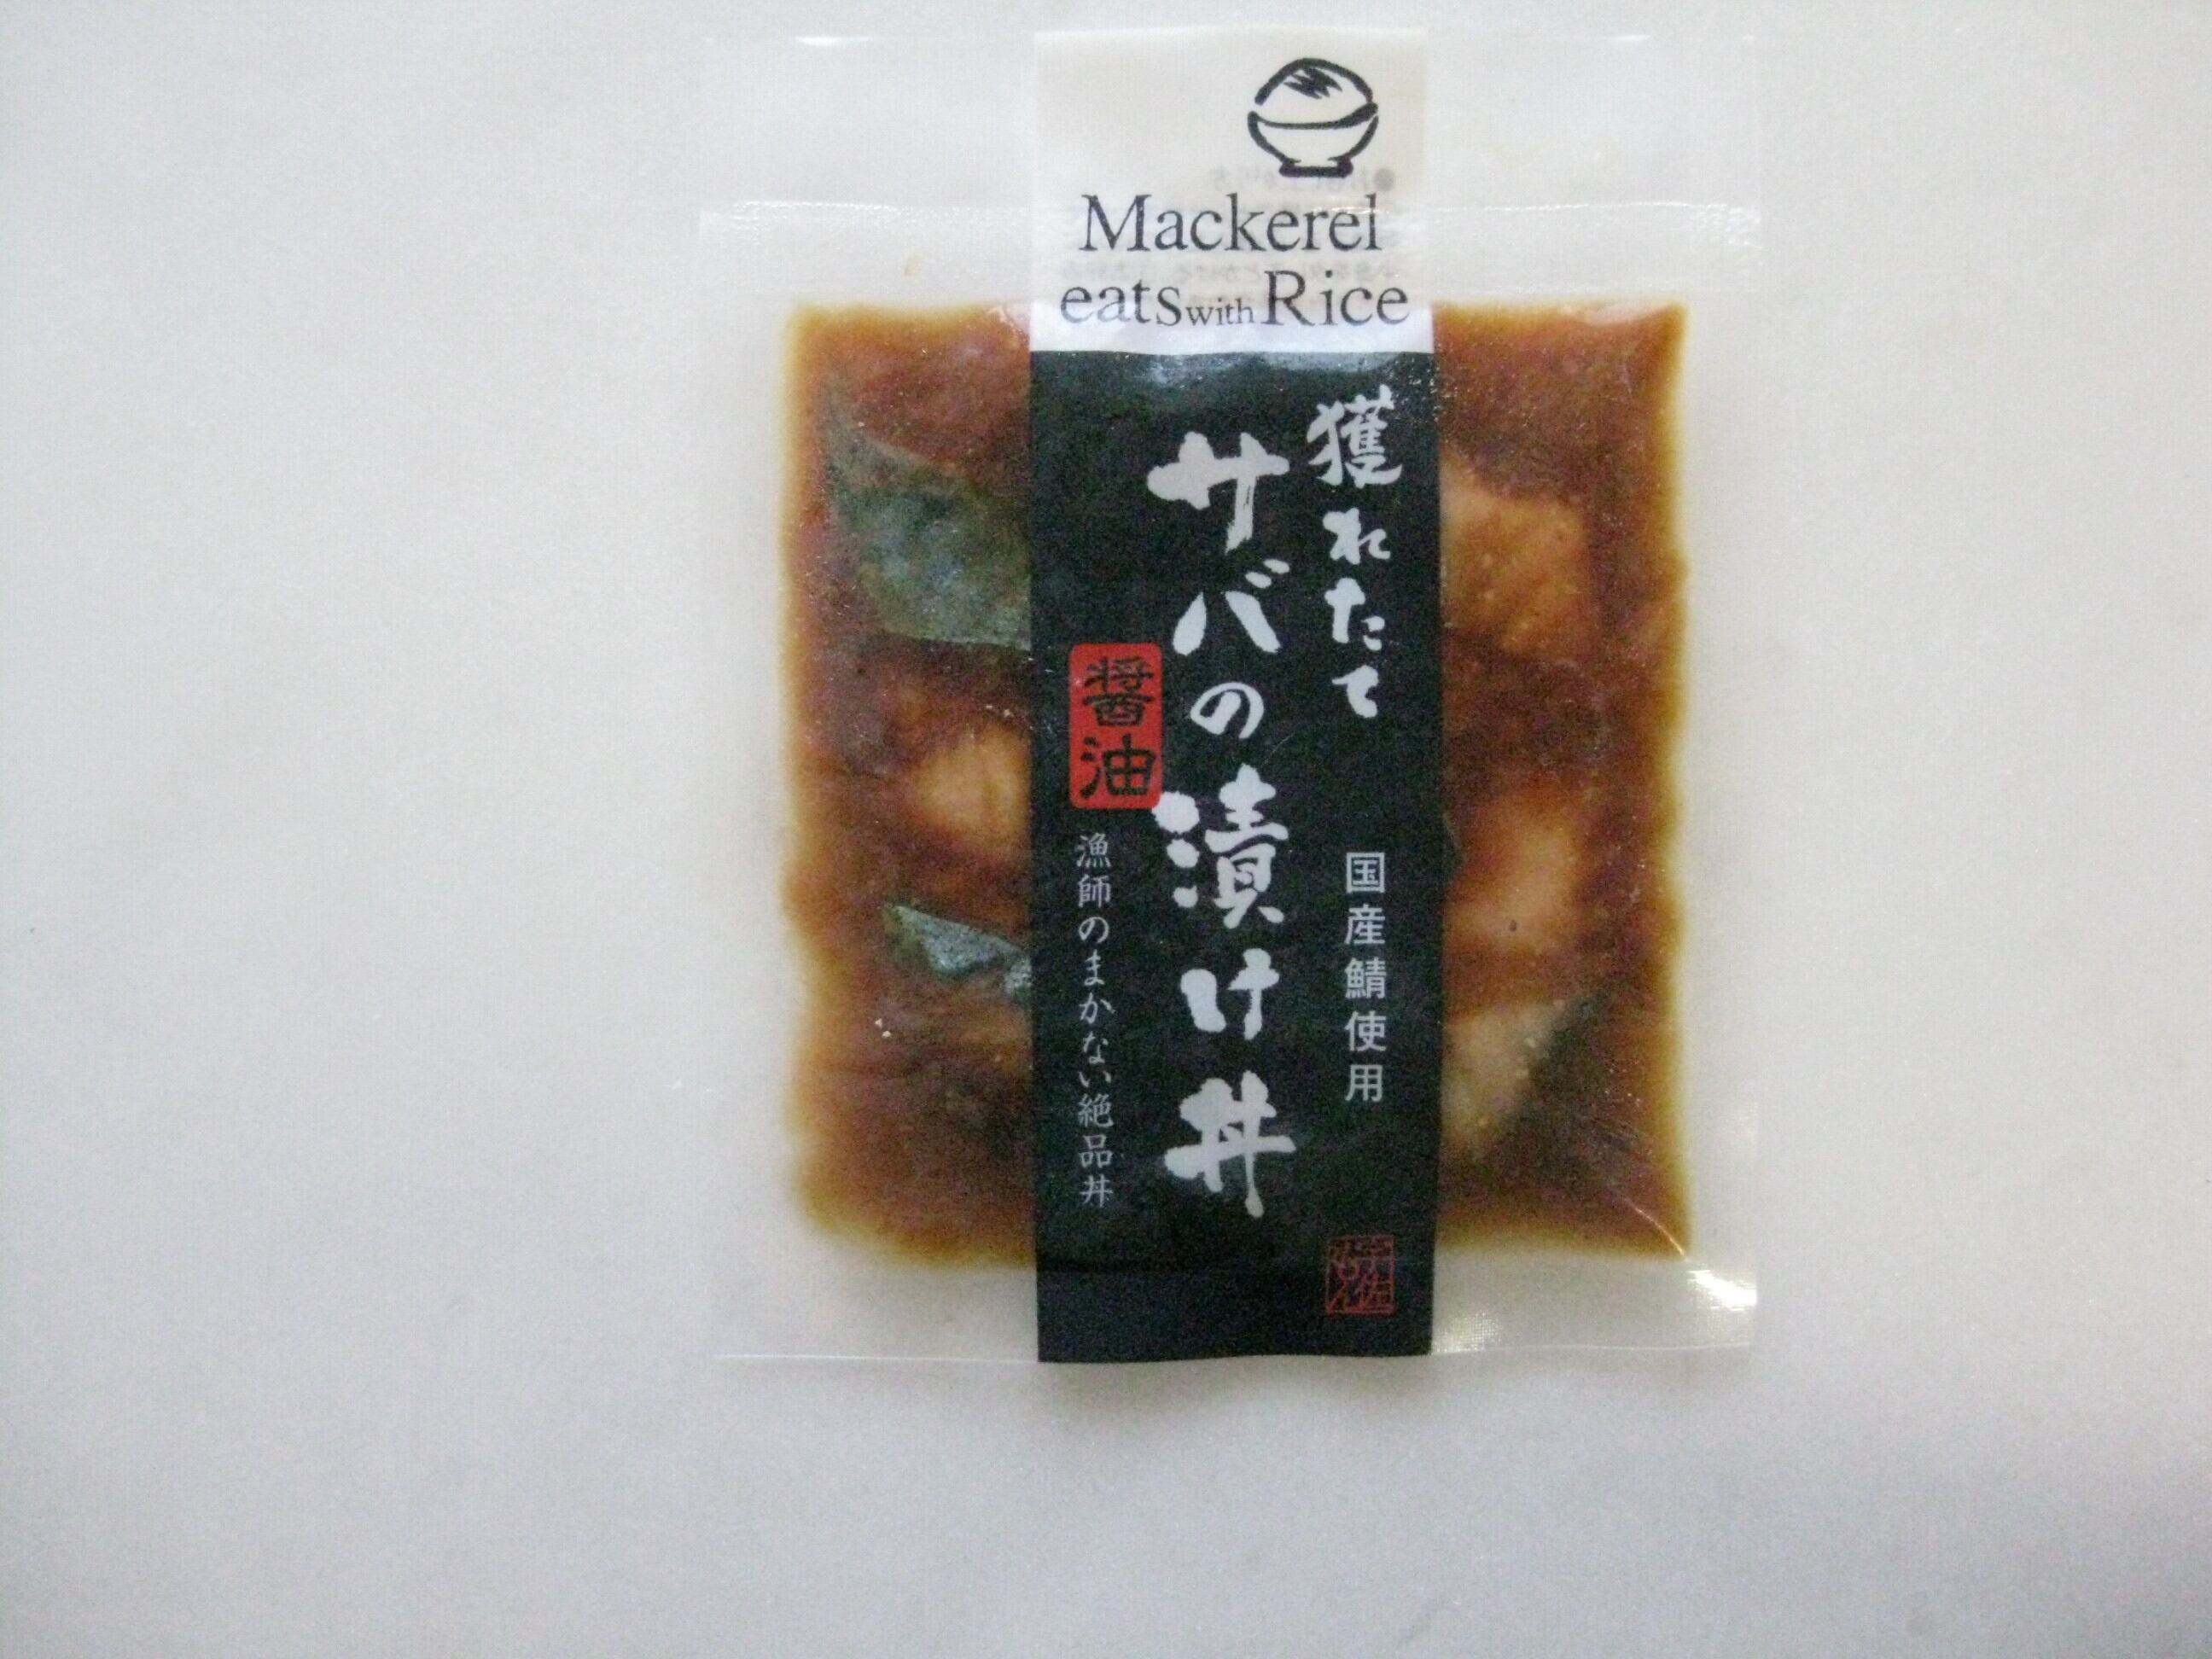 Mackerel
eats with Rice
獲れたて
サバの漬け丼
国産鯖使用
醤油
漁師のまかない絶品丼